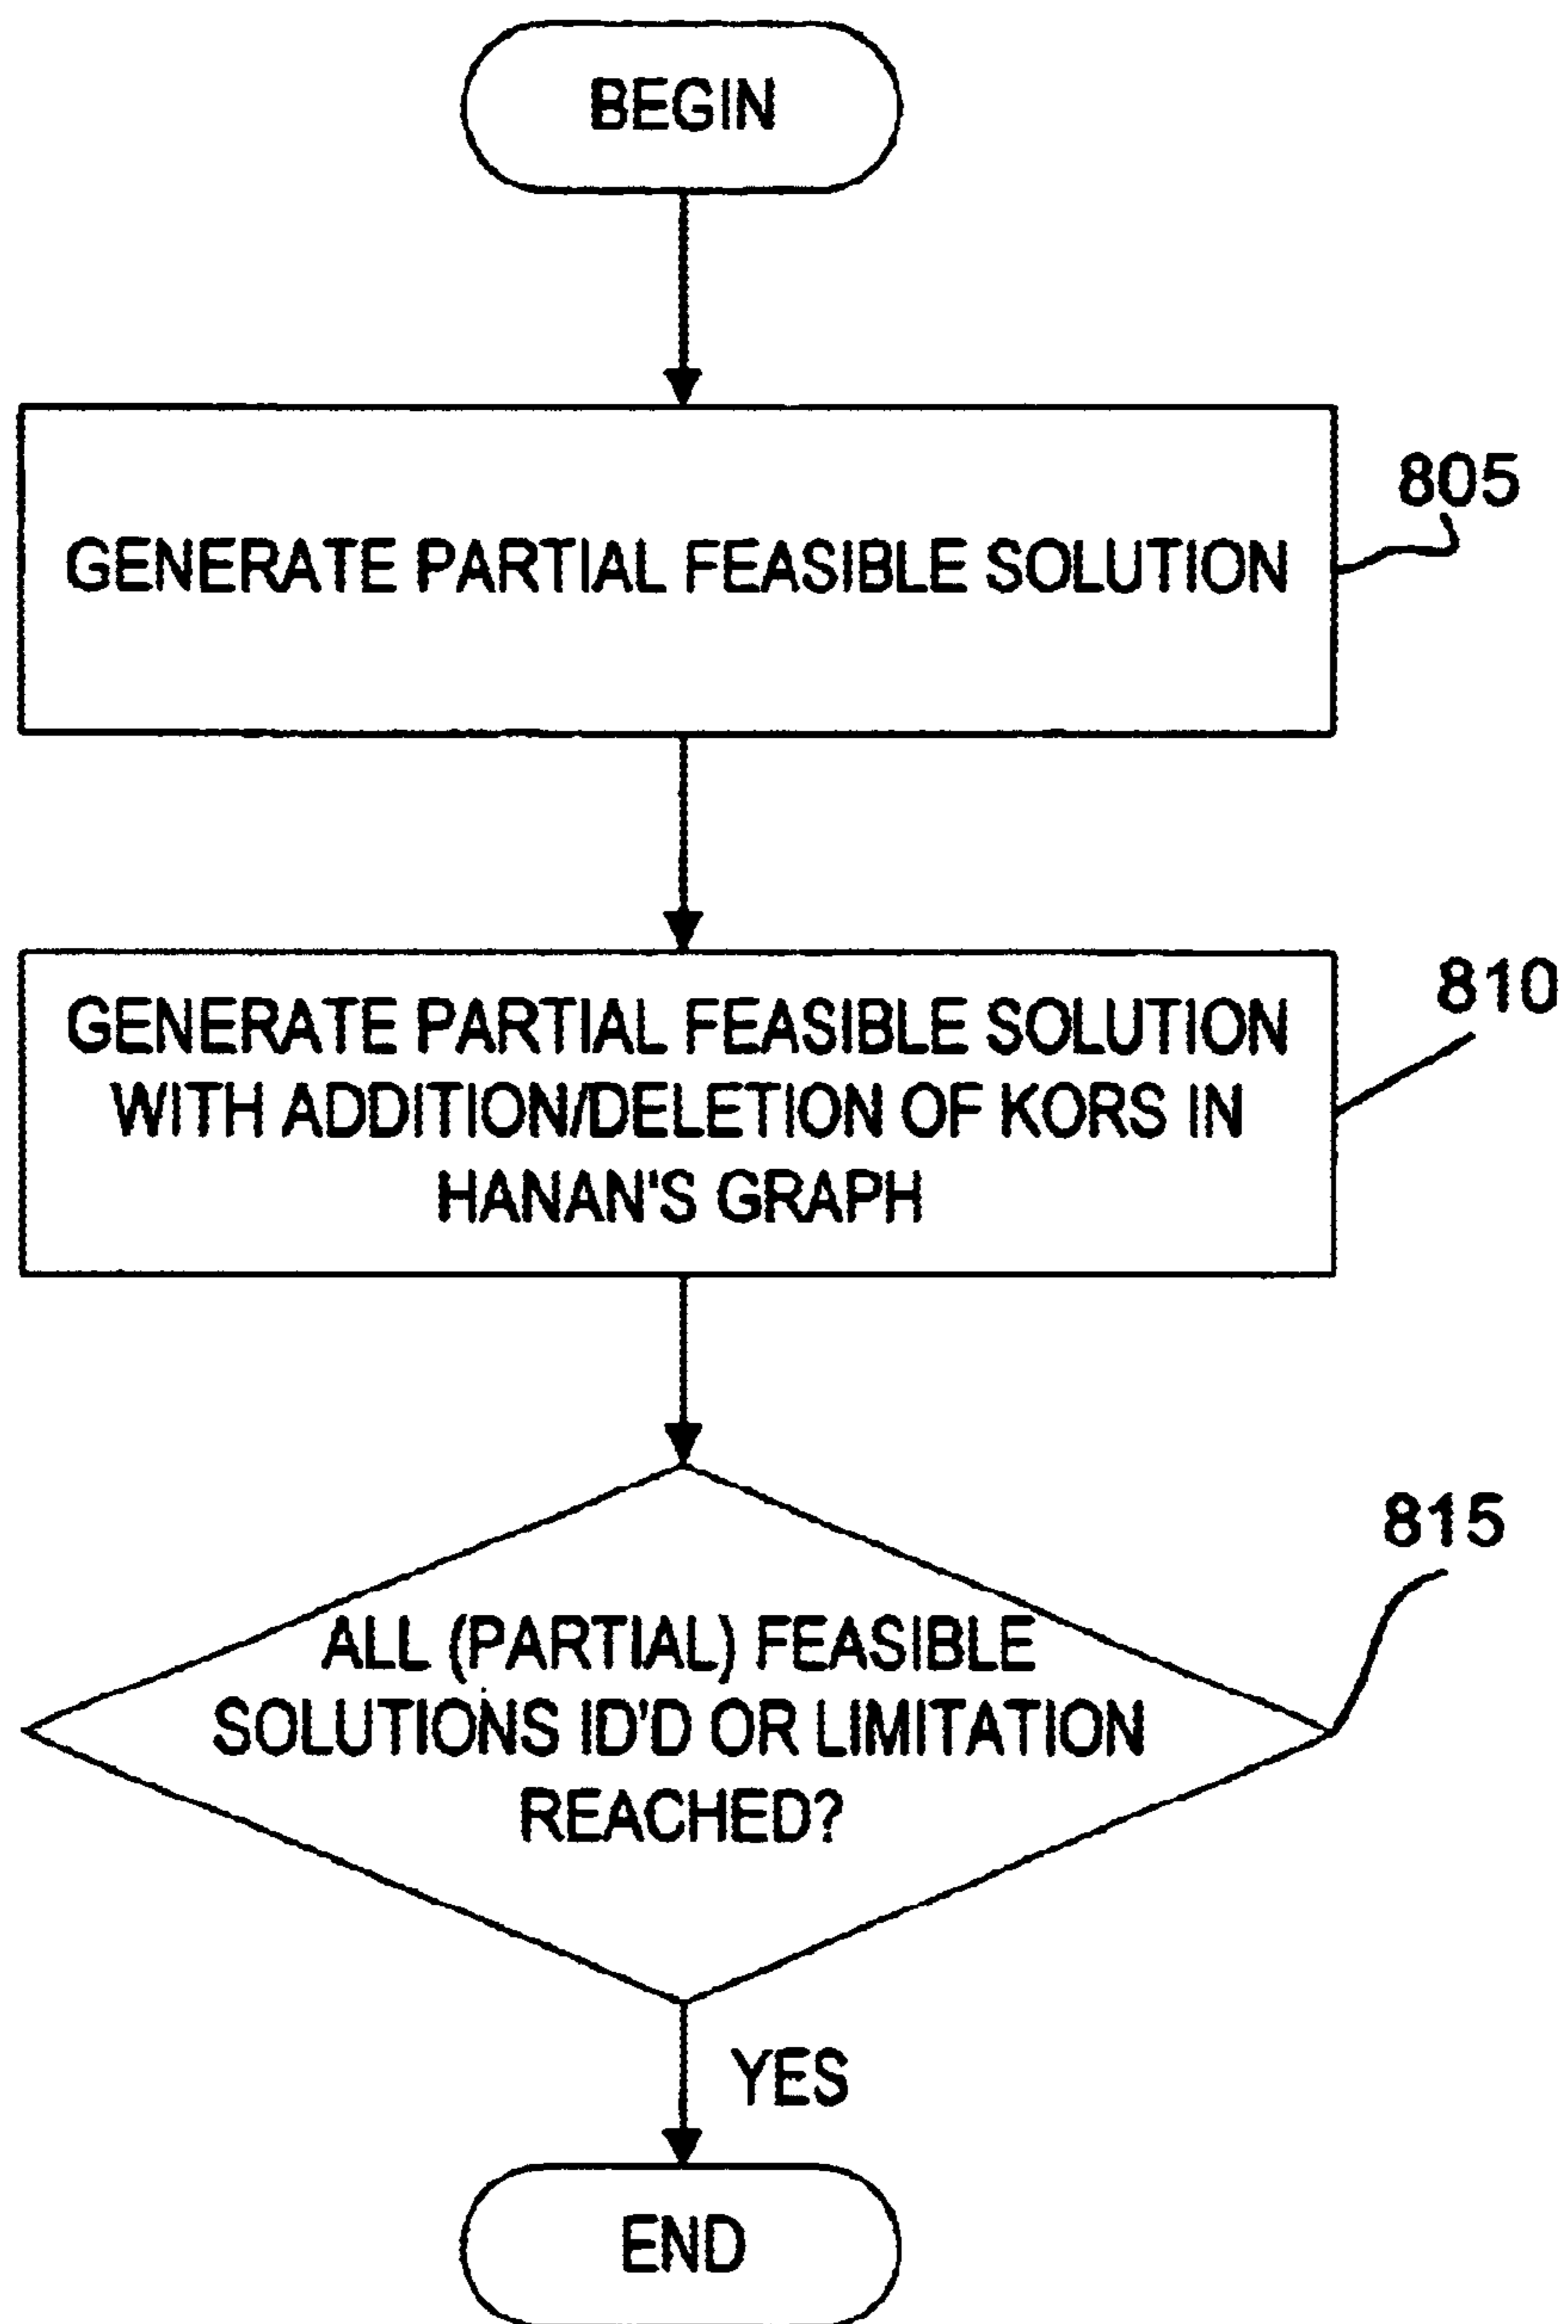 BEGIN
GENERATE PARTIAL FEASIBLE SOLUTION
805
GENERATE PARTIAL FEASIBLE SOLUTION
WITH ADDITION/DELETION OF KORS IN
HANAN'S GRAPH
810
ALL (PARTIAL) FEASIBLE
SOLUTIONS ID'D OR LIMITATION
REACHED?
815
YES
END